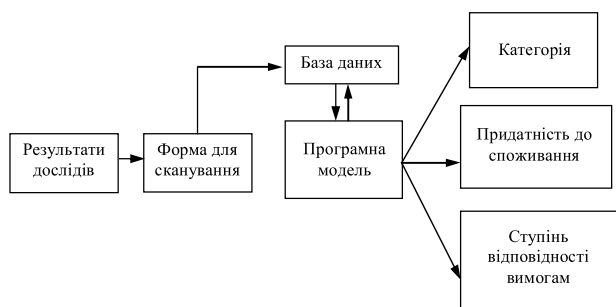 Результати
дослідів
Форма для
сканування
База даних
Програмна
модель
Категорія
Придатність до
споживання
Ступінь
відповідності
вимогам